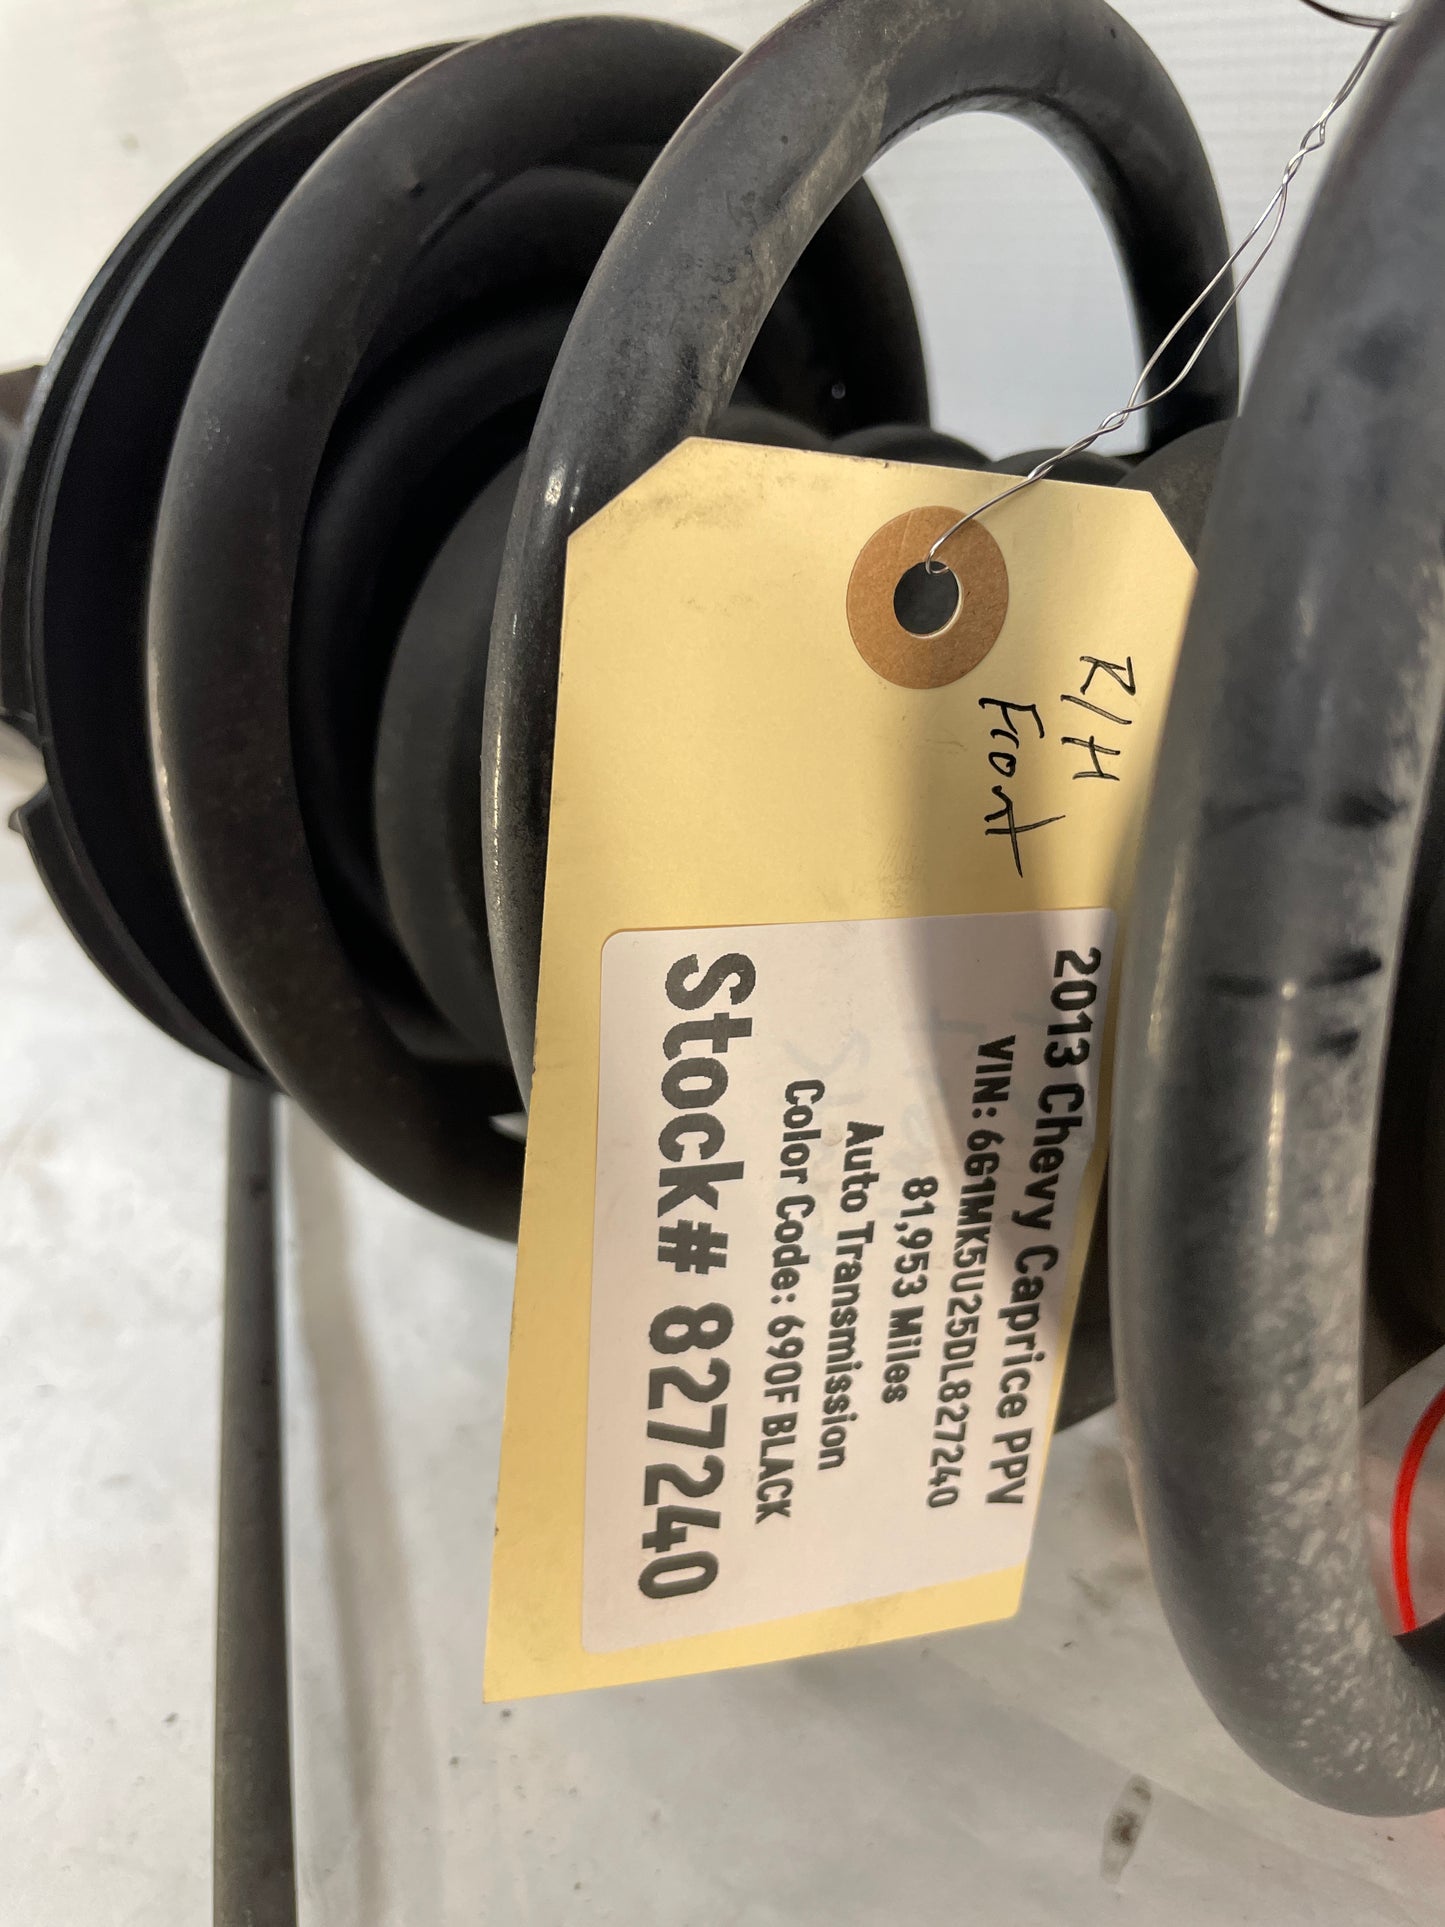 R/H
Front
2013 Chevy Caprice PPV
VIN: 6G1MK5U25DL827240
81,953 Miles
Auto Transmission
Color Code: 690F BLACK
Stock# 827240